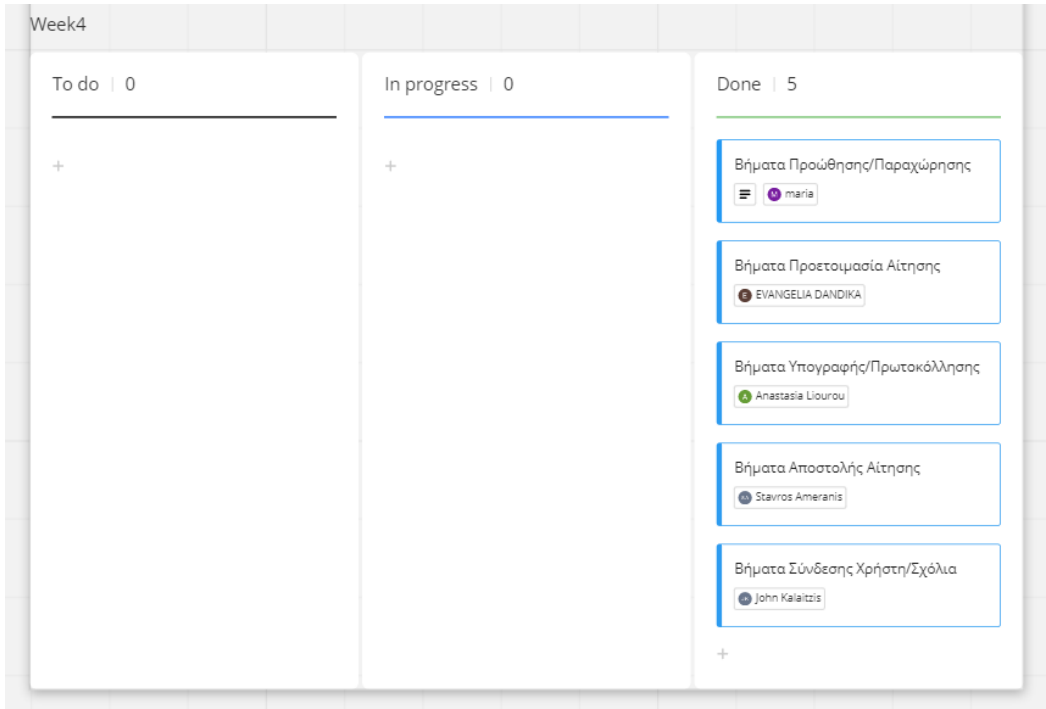 Week4
To do | 0
In progress | 0
Done | 5
+
+
Βήματα Προώθησης/Παραχώρησης
M maria
Βήματα Προετοιμασία Αίτησης
E EVANGELIA DANDIKA
Βήματα Υπογραφής/Πρωτοκόλλησης
A Anastasia Liourou
Βήματα Αποστολής Αίτησης
Stavros Ameranis
Βήματα Σύνδεσης Χρήστη/Σχόλια
John Kalaitzis
+